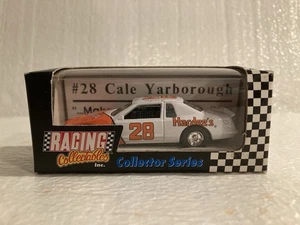 #28 Cale Yarborough
28
Hardee's
RACING
Collectables
Inc.
Collector Series